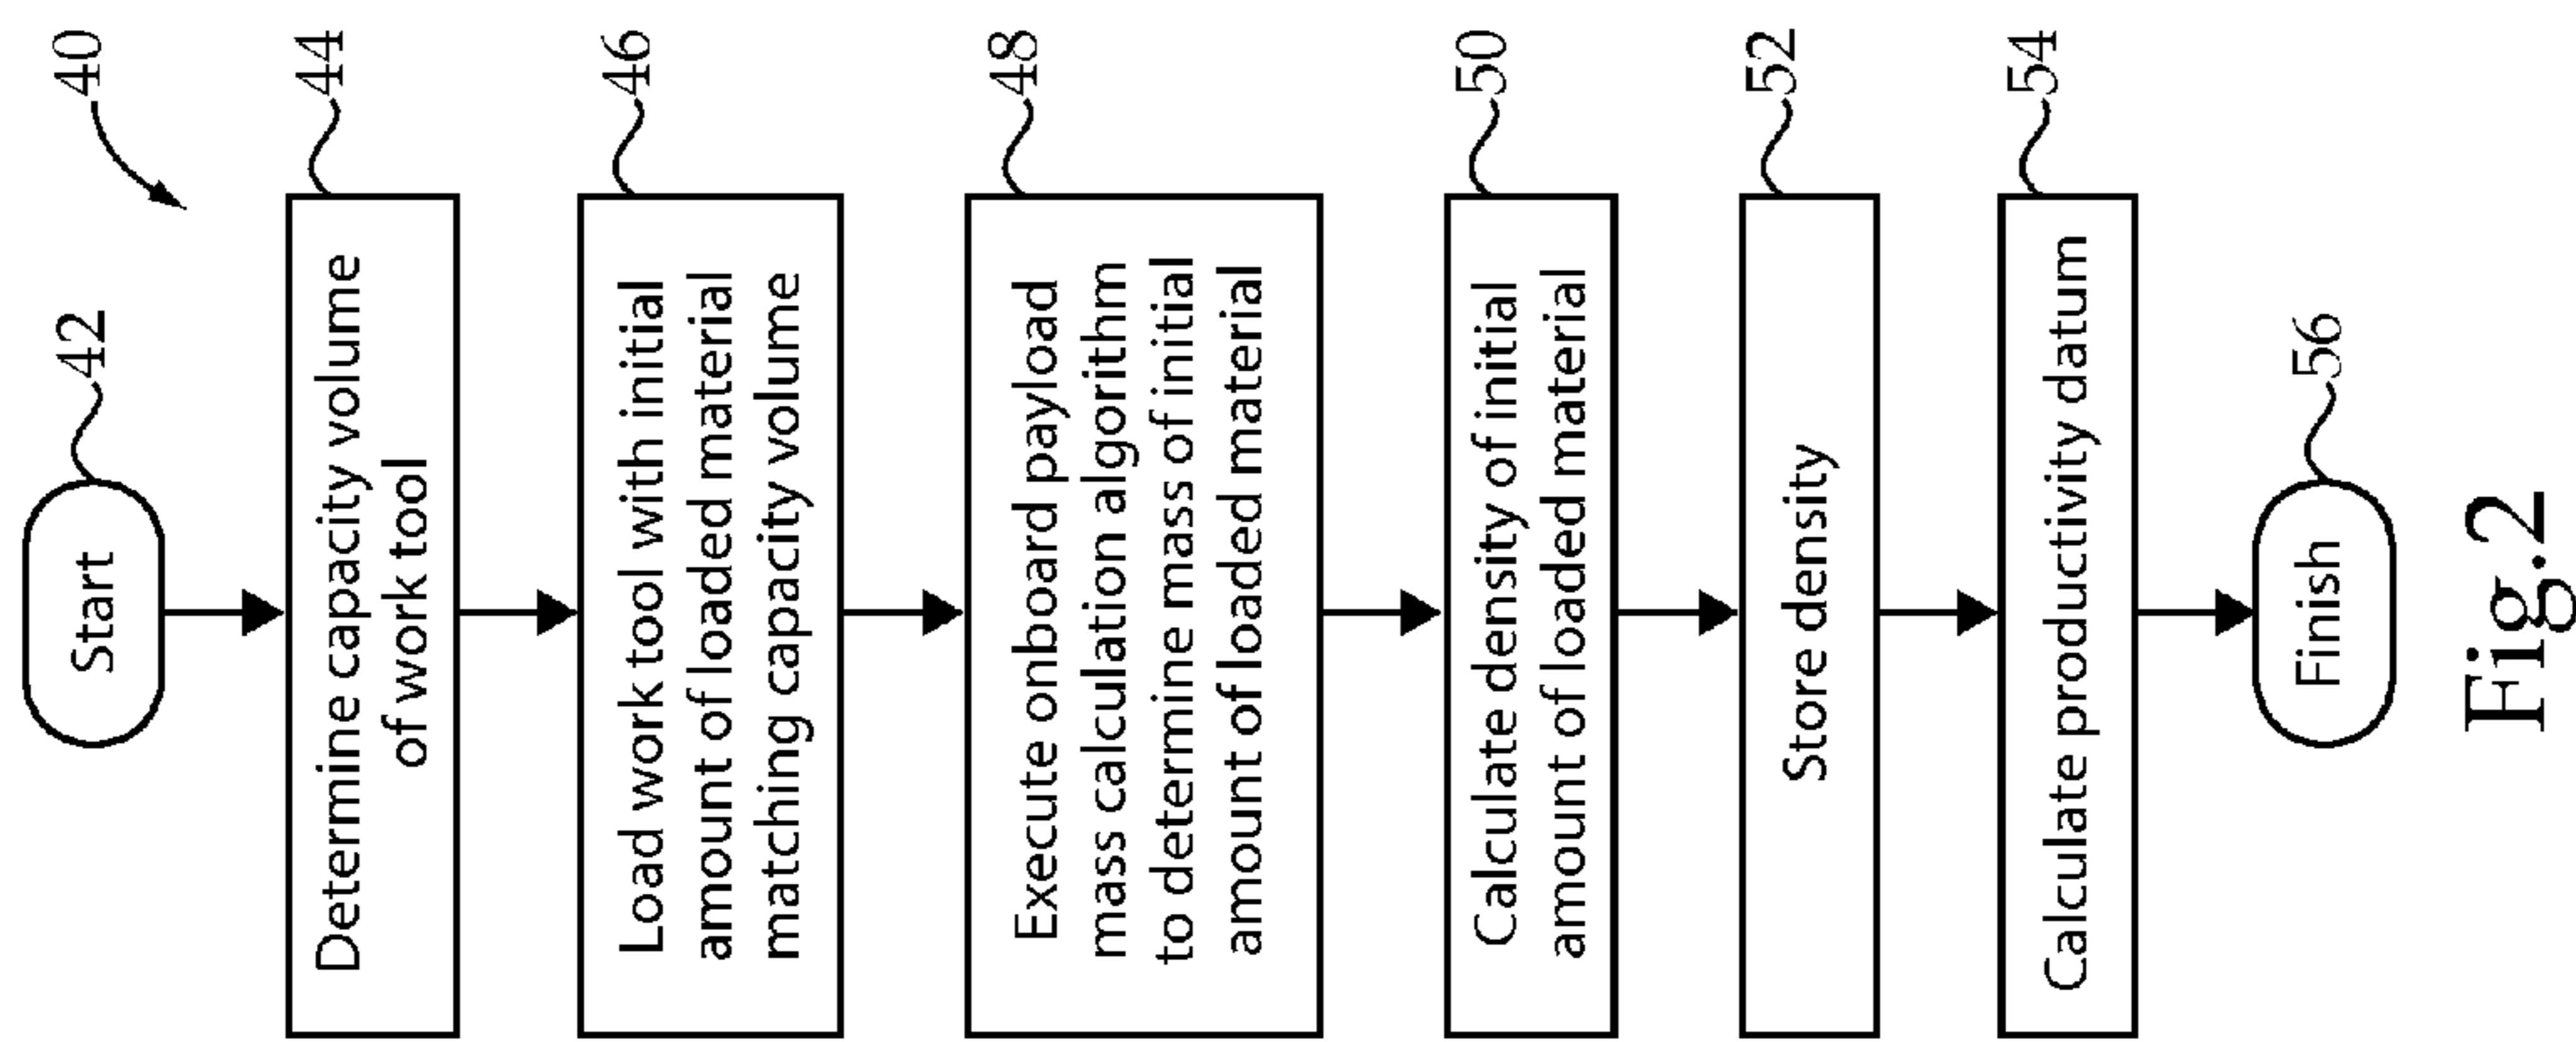 40
Start
42
Determine capacity volume
of work tool
44
Load work tool with initial
amount of loaded material
matching capacity volume
46
Execute onboard payload
mass calculation algorithm
to determine mass of initial
amount of loaded material
48
Calculate density of initial
amount of loaded material
50
Store density
52
Calculate productivity datum
54
Finish
56
Fig.2